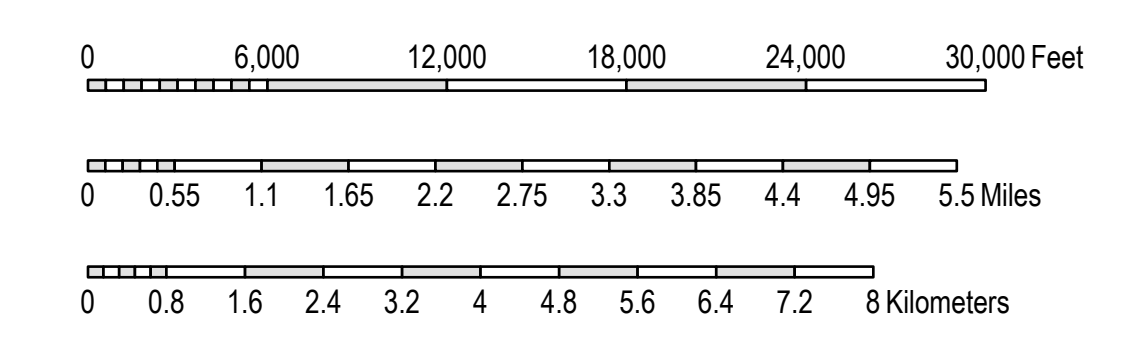 0 6,000 12,000 18,000 24,000 30,000 Feet
0 0.55 1.1 1.65 2.2 2.75 3.3 3.85 4.4 4.95 5.5 Miles
0 0.8 1.6 2.4 3.2 4 4.8 5.6 6.4 7.2 8 Kilometers